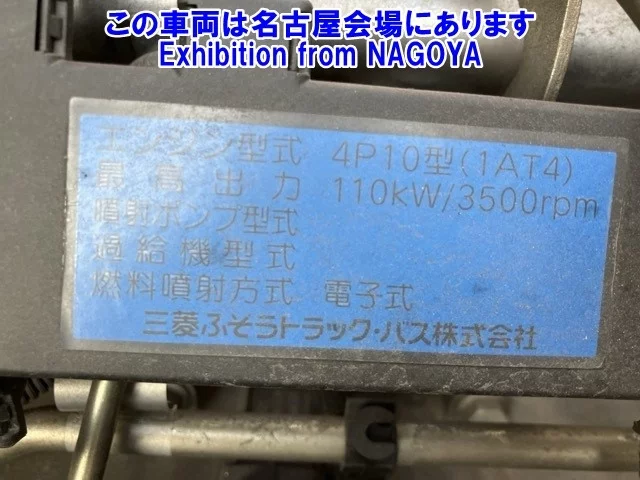 この車両は名古屋会場にあります
Exhibition from NAGOYA
エンジン型式 4P10型(1AT4)
最高出力 110kW/3500rpm
噴射ポンプ型式
過給機型式
燃料噴射方式 電子式
三菱ふそうトラック・バス株式会社